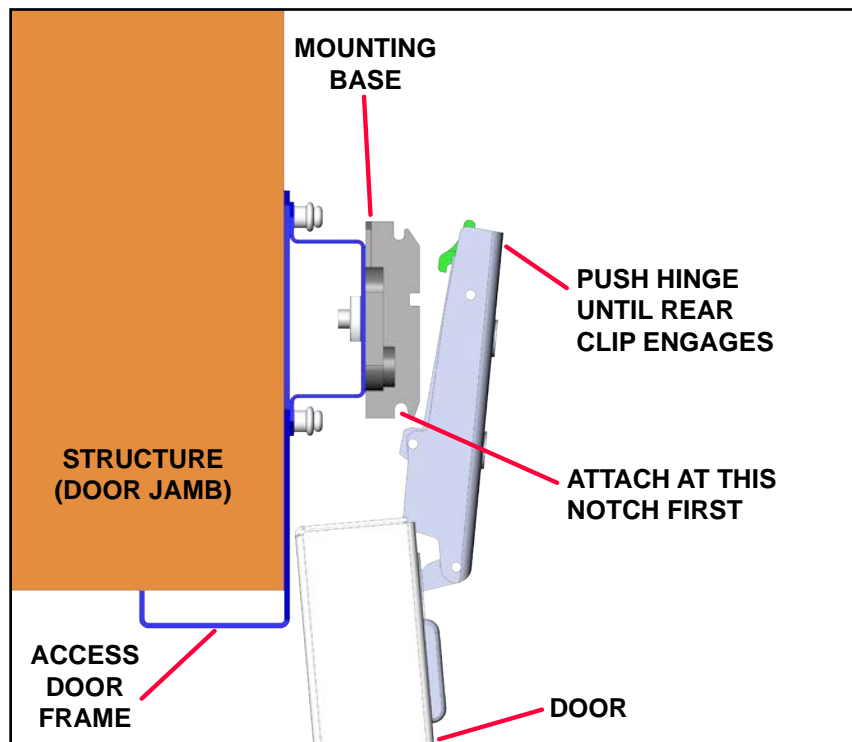 MOUNTING
BASE
PUSH HINGE
UNTIL REAR
CLIP ENGAGES
STRUCTURE
(DOOR JAMB)
ATTACH AT THIS
NOTCH FIRST
ACCESS
DOOR
FRAME
DOOR